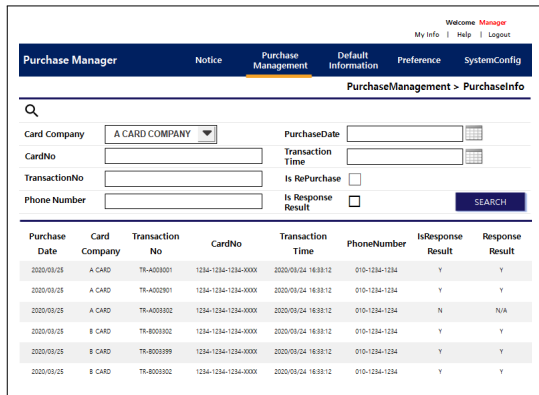 Welcome Manager
My Info | Help | Logout
Purchase Manager Notice Purchase Management Default Information Preference SystemConfig
PurchaseManagement > PurchaseInfo
Card Company A CARD COMPANY PurchaseDate
CardNo Transaction Time
TransactionNo Is RePurchase
Phone Number Is Response Result SEARCH
Purchase Date Card Company Transaction No CardNo Transaction Time PhoneNumber IsResponse Result Response Result
2020/03/25 A CARD TR-A003001 1234-1234-1234-XXXX 2020/03/24 16:33:12 010-1234-1234 Y Y
2020/03/25 A CARD TR-A002901 1234-1234-1234-XXXX 2020/03/24 16:33:12 010-1234-1234 Y Y
2020/03/25 A CARD TR-A003302 1234-1234-1234-XXXX 2020/03/24 16:33:12 010-1234-1234 N N/A
2020/03/25 B CARD TR-B003302 1234-1234-1234-XXXX 2020/03/24 16:33:12 010-1234-1234 Y Y
2020/03/25 B CARD TR-B003399 1234-1234-1234-XXXX 2020/03/24 16:33:12 010-1234-1234 Y Y
2020/03/25 B CARD TR-B003302 1234-1234-1234-XXXX 2020/03/24 16:33:12 010-1234-1234 Y Y